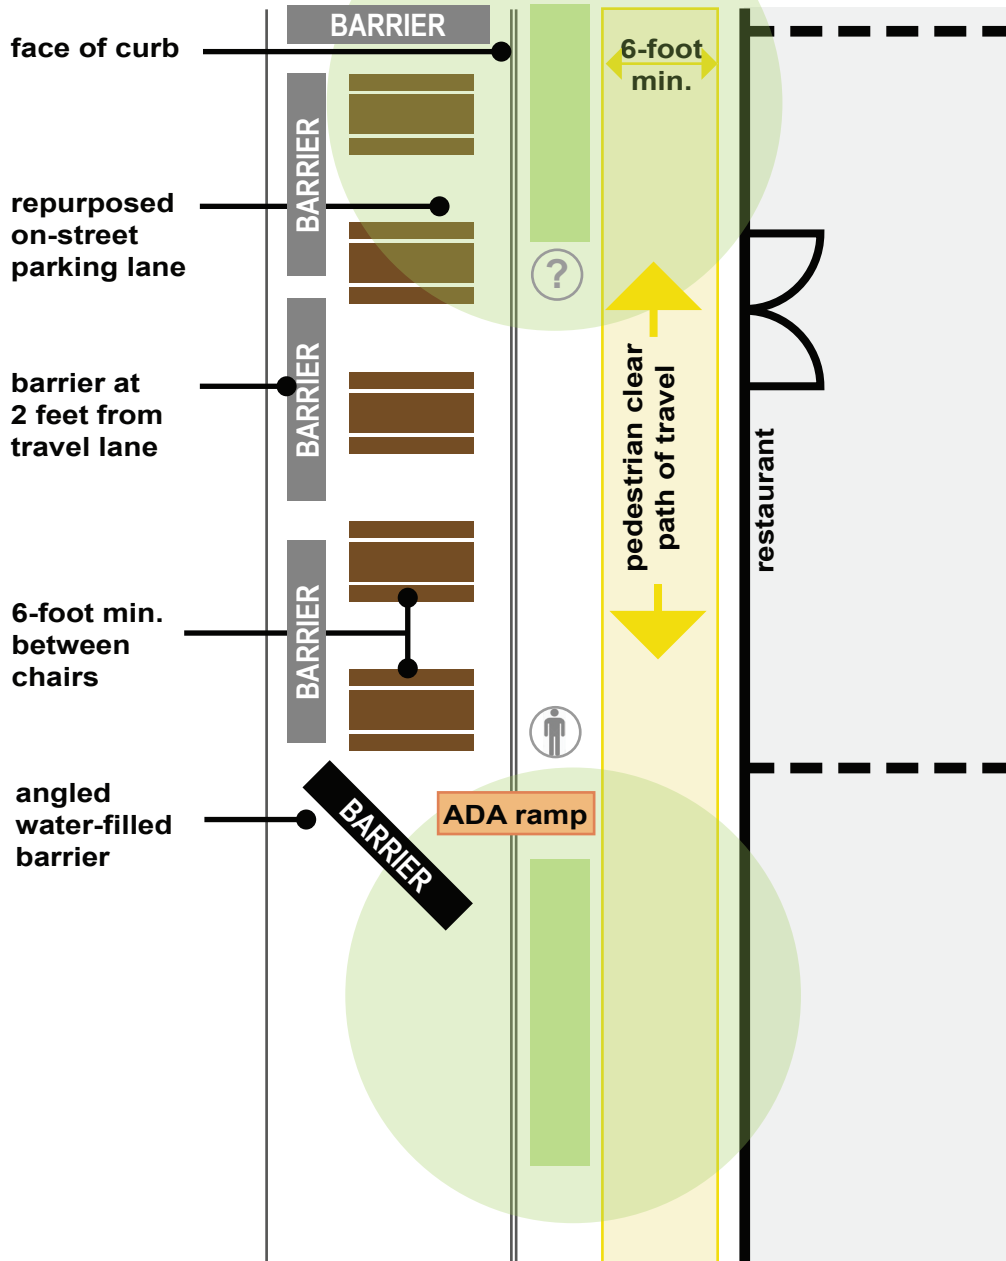 BARRIER
face of curb
6-foot
min.
BARRIER
repurposed
on-street
parking lane
?
barrier at
2 feet from
travel lane
BARRIER
pedestrian clear
path of travel
restaurant
6-foot min.
between
chairs
BARRIER
angled
water-filled
barrier
BARRIER
ADA ramp